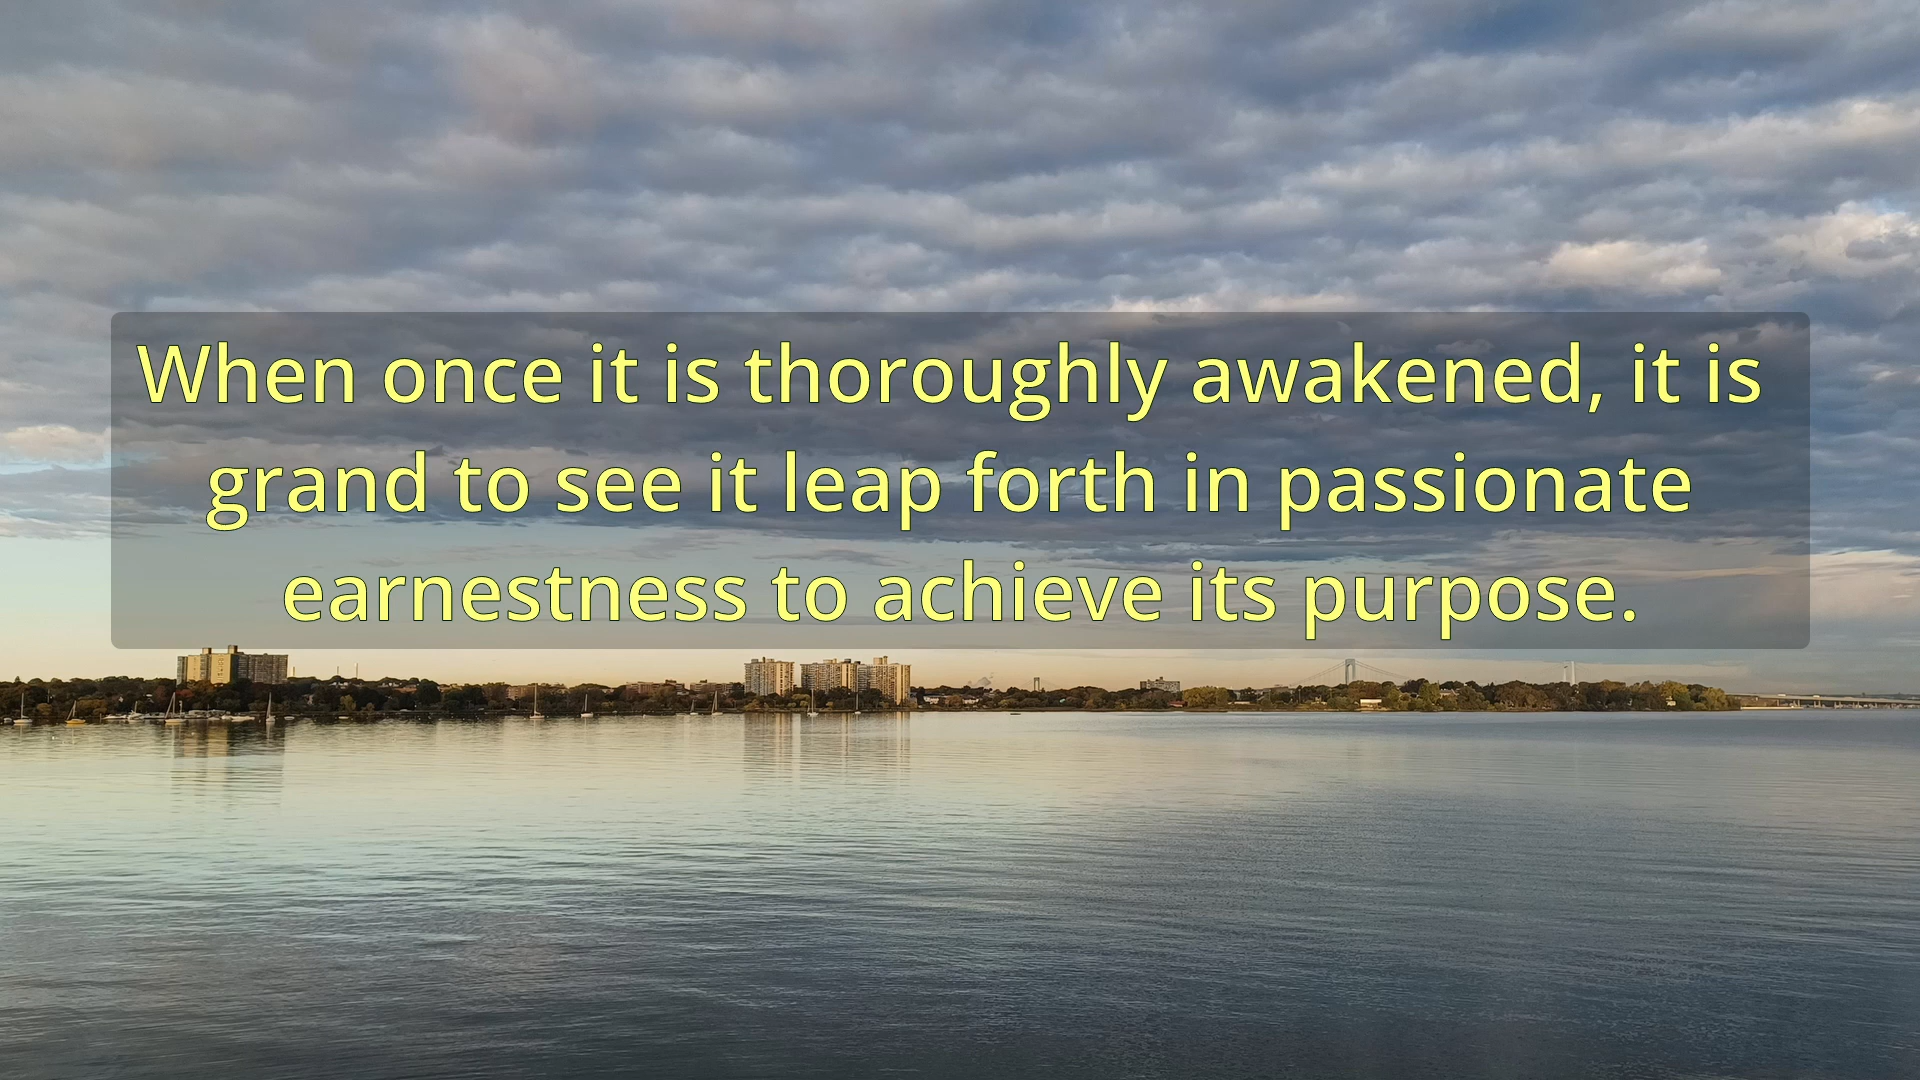 When once it is thoroughly awakened, it is
grand to see it leap forth in passionate
earnestness to achieve its purpose.